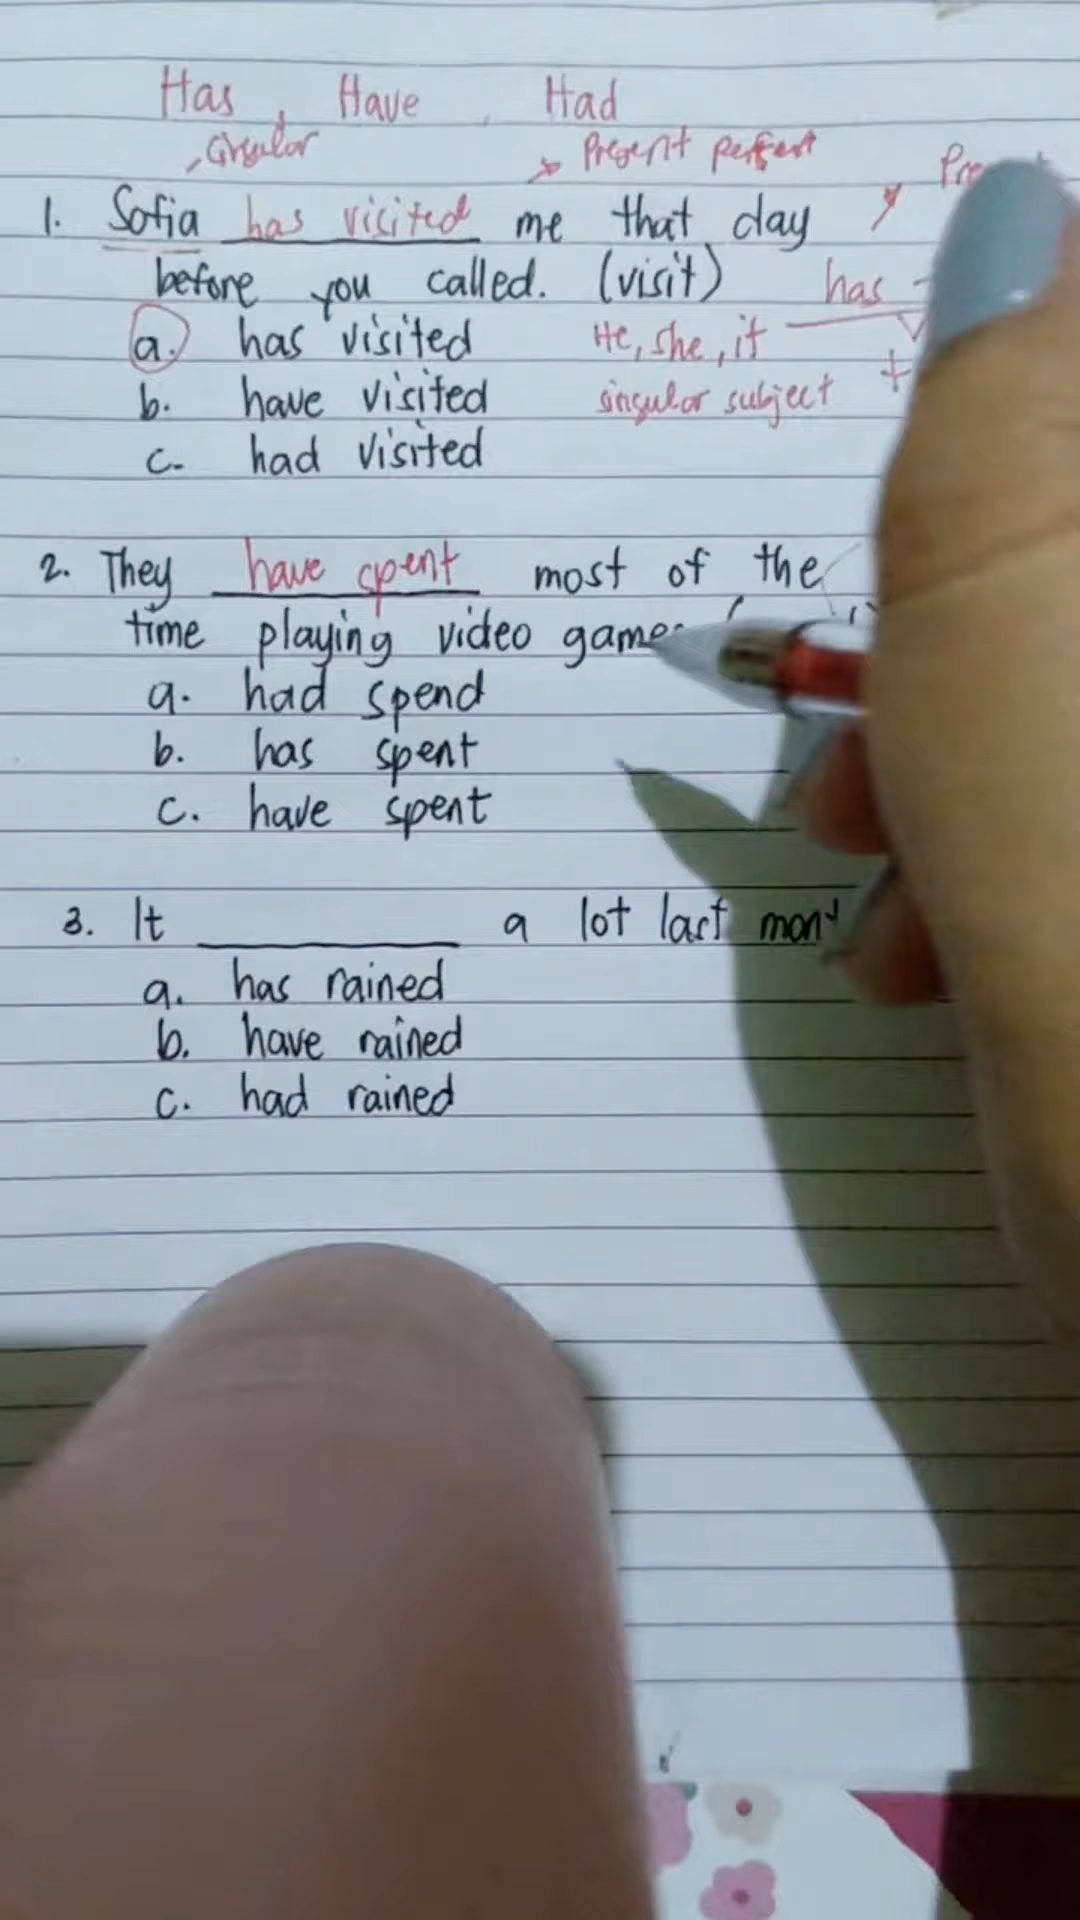 Has , Have , Had
singular Present perfect
1. Sofia has visited me that day
before you called. (visit) has
a. has visited He, she, it
b. have visited singular subject +
c. had visited
2. They have spent most of the
time playing video games
a. had spend
b. has spent
c. have spent
3. It ________ a lot last
a. has rained
b. have rained
c. had rained